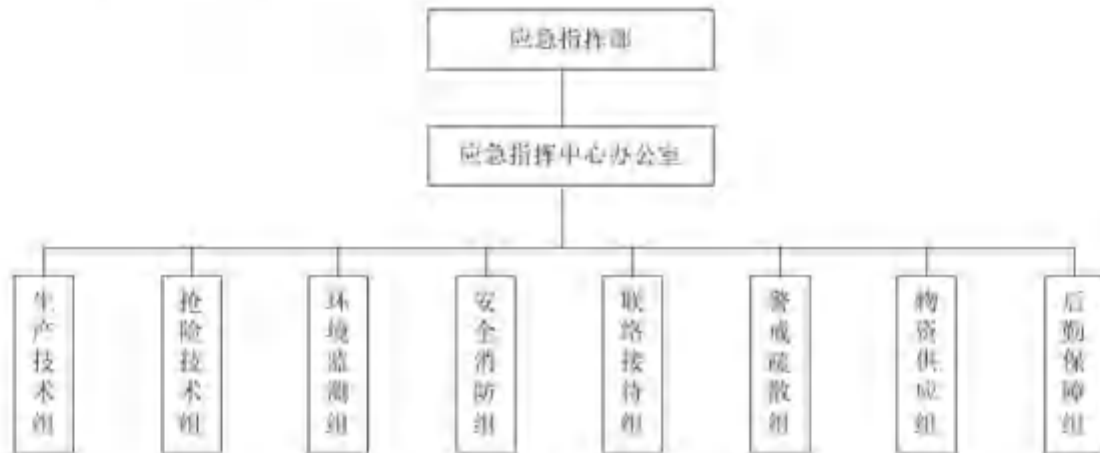 应急指挥部
应急指挥中心办公室
生产技术组
抢险技术组
环境监测组
安全消防组
联络接待组
警戒疏散组
物资供应组
后勤保障组